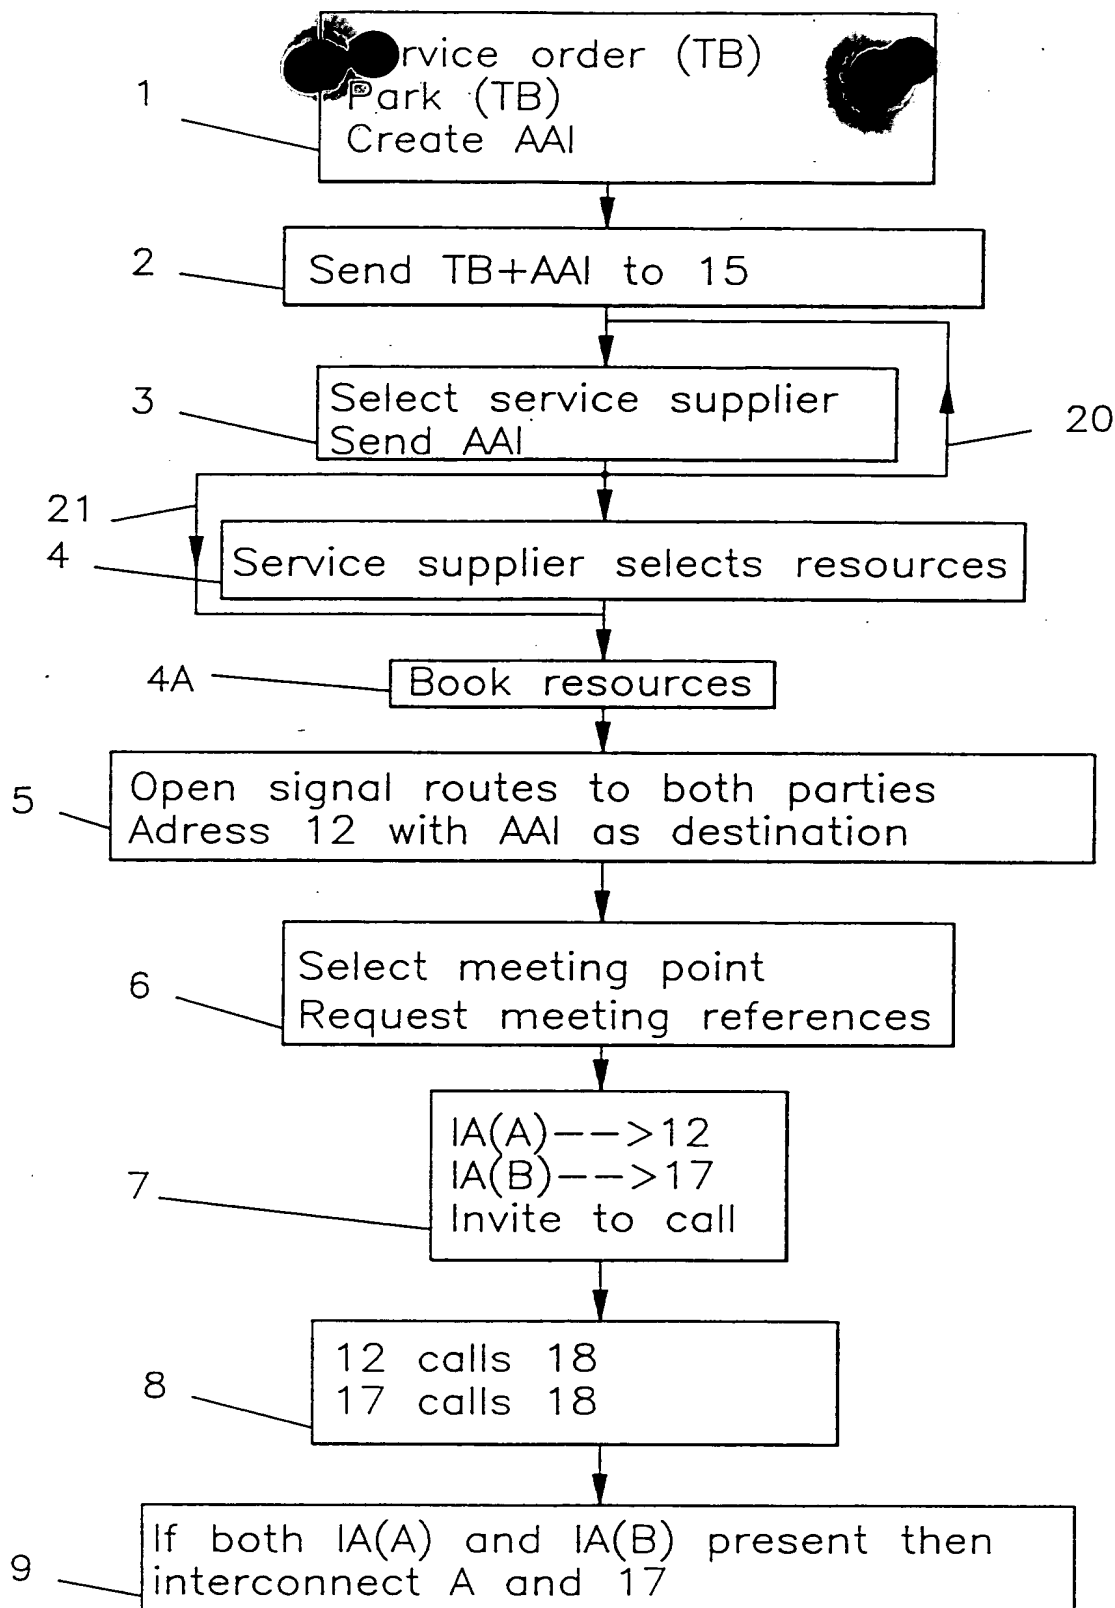 rvice order (TB)
Park (TB)
Create AAI
1
Send TB+AAI to 15
2
Select service supplier
Send AAI
3
20
21
Service supplier selects resources
4
Book resources
4A
Open signal routes to both parties
Adress 12 with AAI as destination
5
Select meeting point
Request meeting references
6
IA(A)-->12
IA(B)-->17
Invite to call
7
12 calls 18
17 calls 18
8
If both IA(A) and IA(B) present then
interconnect A and 17
9